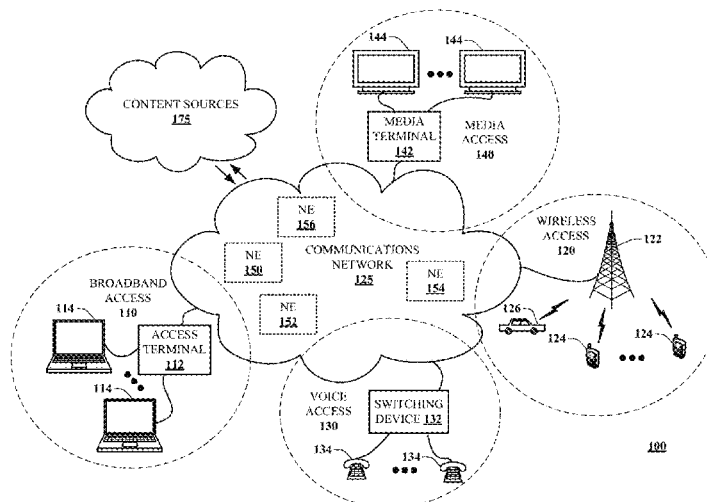 144
144
CONTENT SOURCES
175
MEDIA
TERMINAL
142
MEDIA
ACCESS
140
NE
156
WIRELESS
ACCESS
120
122
COMMUNICATIONS
NETWORK
125
NE
150
NE
154
NE
152
BROADBAND
ACCESS
110
114
ACCESS
TERMINAL
112
114
126
124
124
VOICE
ACCESS
130
SWITCHING
DEVICE 132
134
134
100